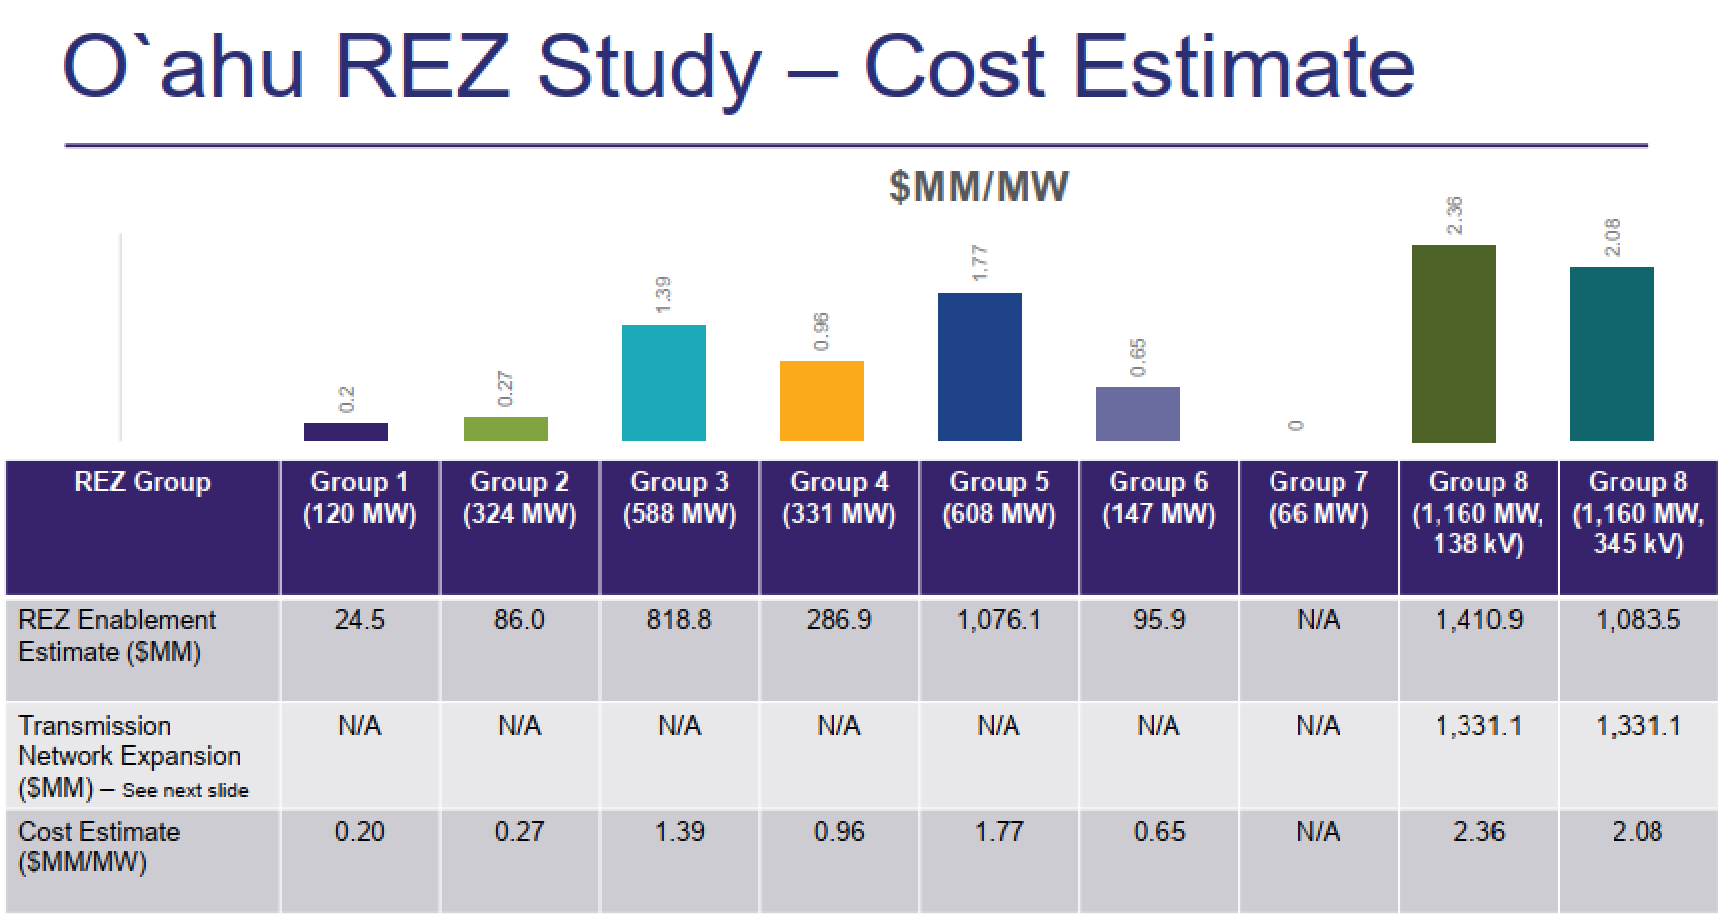 O`ahu REZ Study – Cost Estimate
$MM/MW
0.2
0.27
1.39
0.96
1.77
0.65
0
2.36
2.08
REZ Group
Group 1
(120 MW)
Group 2
(324 MW)
Group 3
(588 MW)
Group 4
(331 MW)
Group 5
(608 MW)
Group 6
(147 MW)
Group 7
(66 MW)
Group 8
(1,160 MW,
138 kV)
Group 8
(1,160 MW,
345 kV)
REZ Enablement
Estimate ($MM)
24.5
86.0
818.8
286.9
1,076.1
95.9
N/A
1,410.9
1,083.5
Transmission
Network Expansion
($MM) – See next slide
N/A
N/A
N/A
N/A
N/A
N/A
N/A
1,331.1
1,331.1
Cost Estimate
($MM/MW)
0.20
0.27
1.39
0.96
1.77
0.65
N/A
2.36
2.08